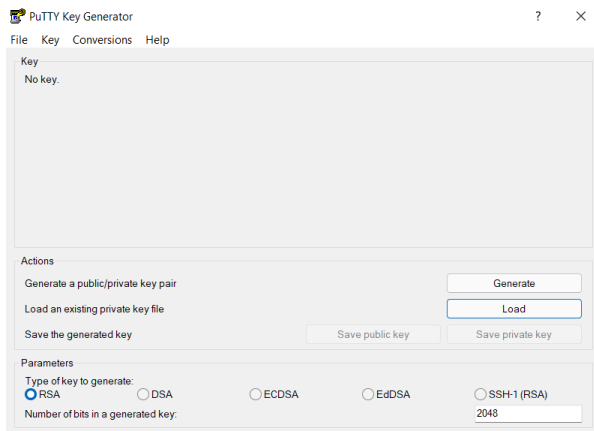 PuTTY Key Generator ?
File Key Conversions Help
Key
No key.
Actions
Generate a public/private key pair Generate
Load an existing private key file Load
Save the generated key Save public key Save private key
Parameters
Type of key to generate:
RSA DSA ECDSA EdDSA SSH-1 (RSA)
Number of bits in a generated key: 2048